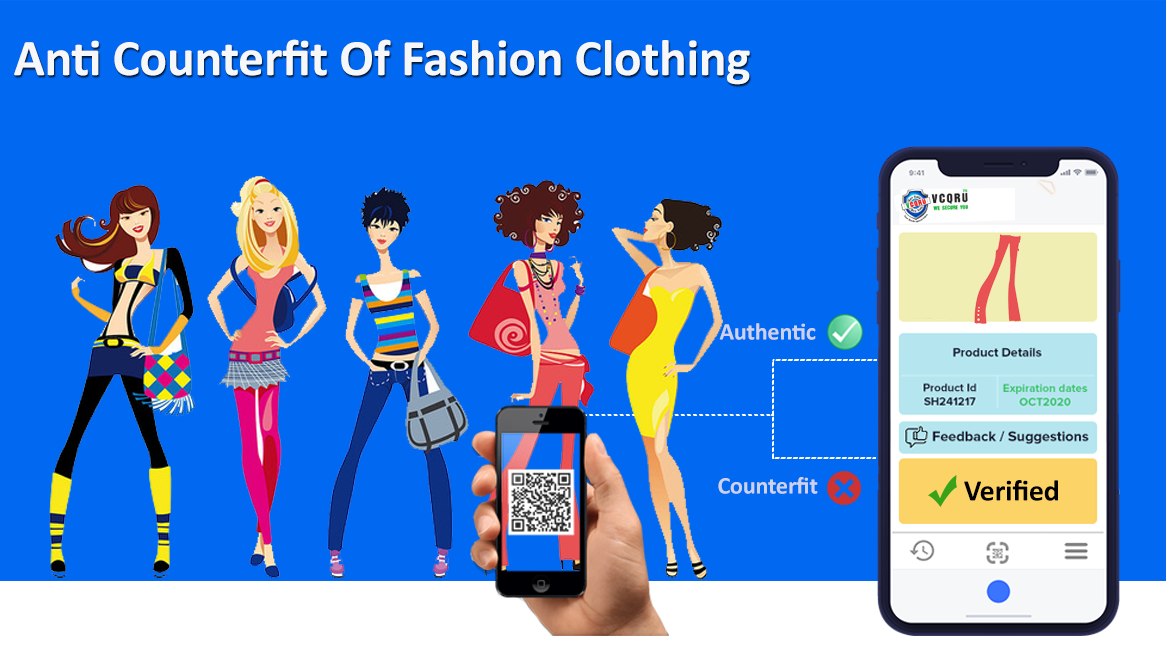 Anti Counterfit Of Fashion Clothing
9:41
VCQRU
WE SECURE YOU
Authentic
Product Details
Product Id
SH241217
Expiration dates
OCT2020
Feedback / Suggestions
Counterfit
Verified